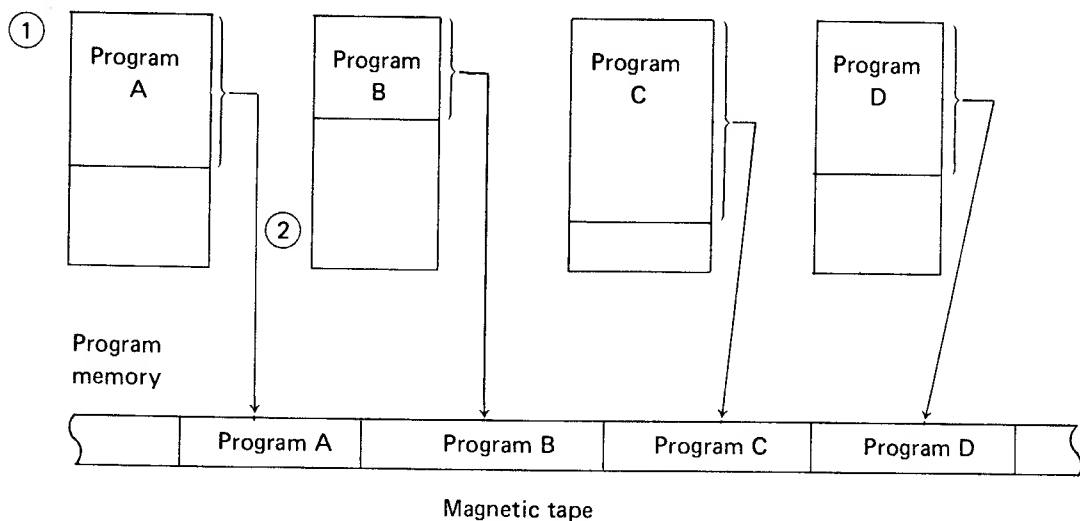 ①
Program
A
Program
B
Program
C
Program
D
②
Program
memory
Program A
Program B
Program C
Program D
Magnetic tape